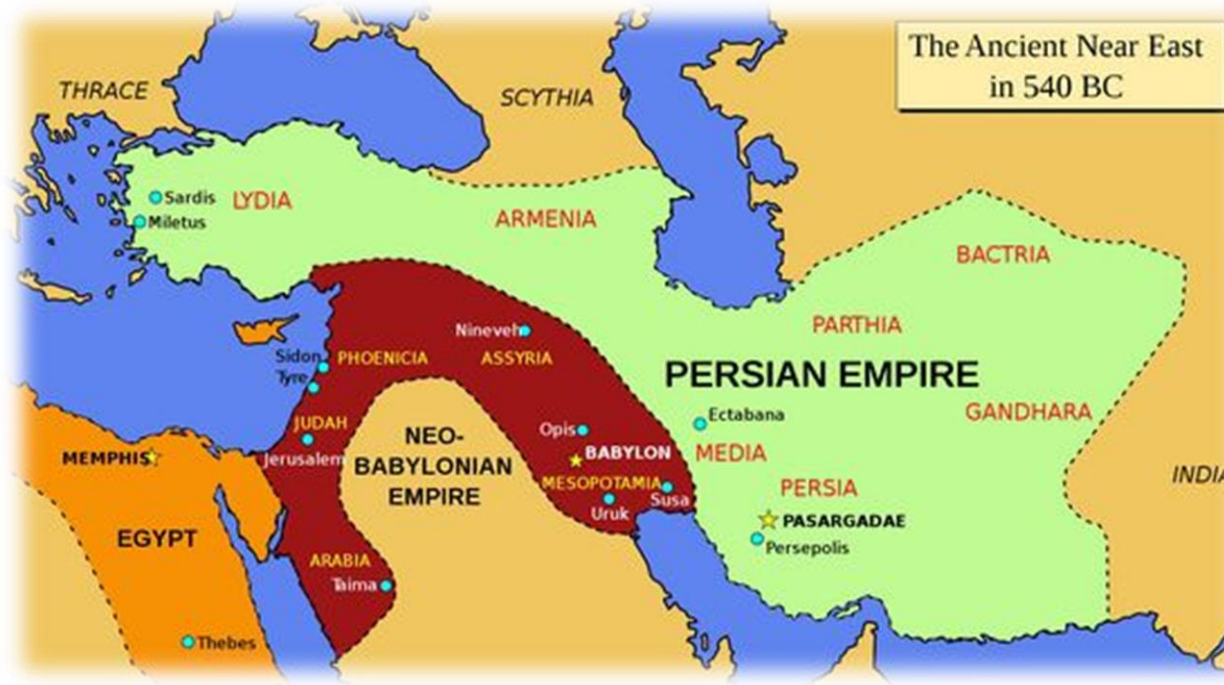 The Ancient Near East
in 540 BC
THRACE
SCYTHIA
Sardis
LYDIA
Miletus
ARMENIA
BACTRIA
PARTHIA
Nineveh
ASSYRIA
Sidon
PHOENICIA
Tyre
PERSIAN EMPIRE
GANDHARA
Ectabana
JUDAH
Jerusalem
NEO-
BABYLONIAN
EMPIRE
Opis
BABYLON
MEDIA
MEMPHIS
MESOPOTAMIA
Susa
Uruk
PERSIA
INDIA
PASARGADAE
Persepolis
EGYPT
ARABIA
Taima
Thebes